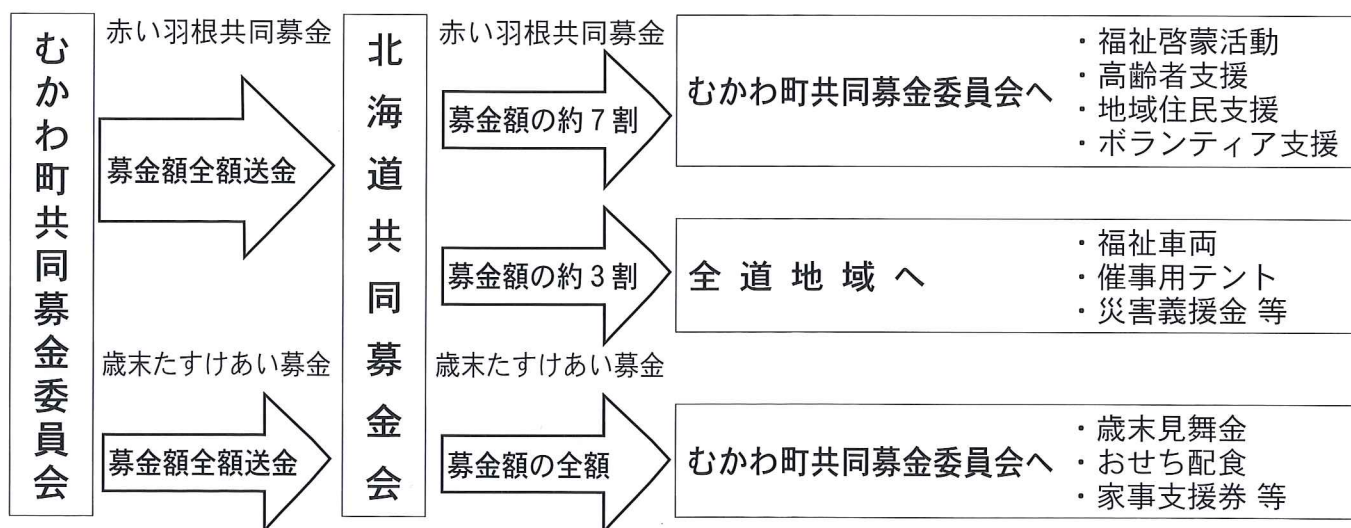 むかわ町共同募金委員会
赤い羽根共同募金
募金額全額送金
歳末たすけあい募金
募金額全額送金
北海道共同募金会
赤い羽根共同募金
募金額の約7割
むかわ町共同募金委員会へ
・福祉啓蒙活動
・高齢者支援
・地域住民支援
・ボランティア支援
募金額の約3割
全道地域へ
・福祉車両
・催事用テント
・災害義援金 等
歳末たすけあい募金
募金額の全額
むかわ町共同募金委員会へ
・歳末見舞金
・おせち配食
・家事支援券 等